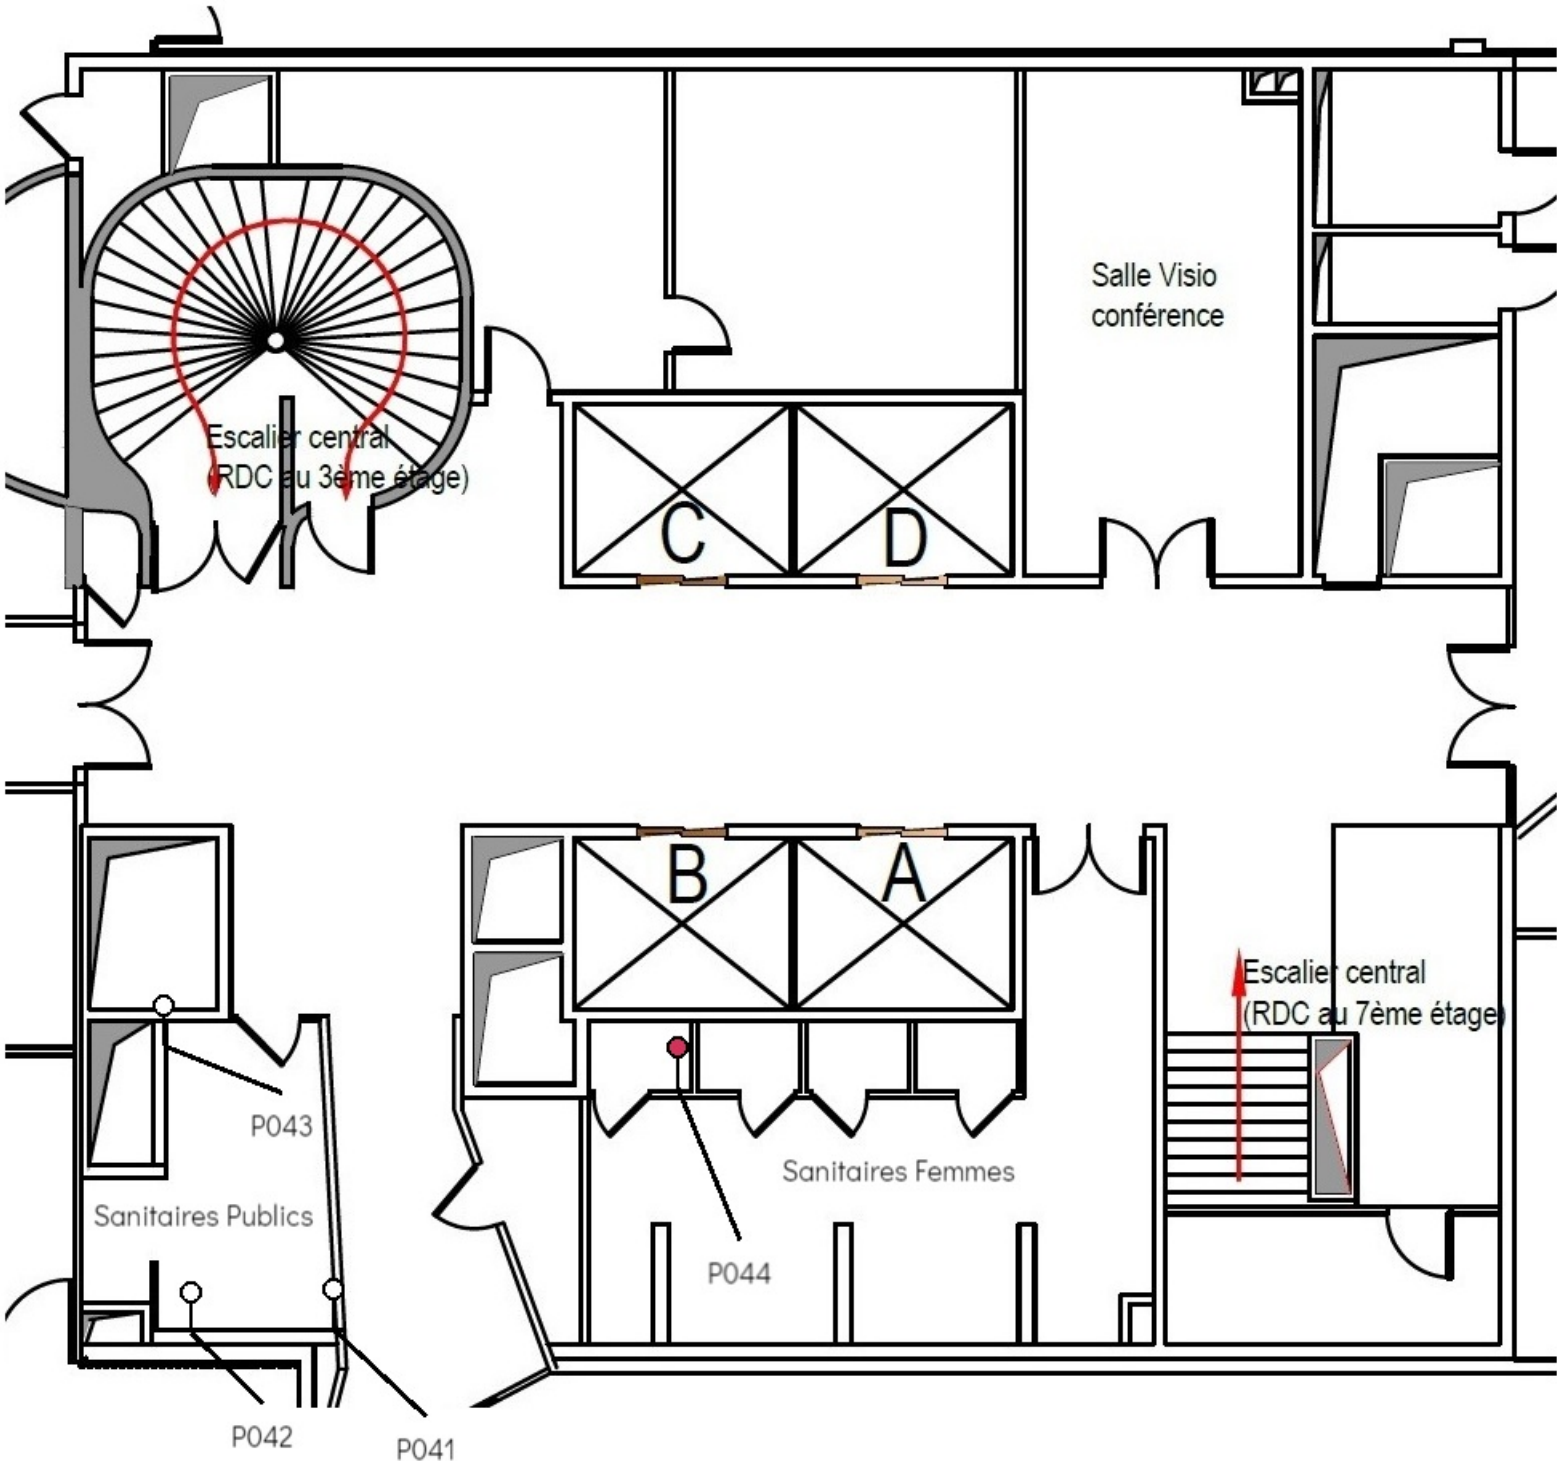 Salle Visio
conférence
Escalier central
(RDC au 3ème étage)
C
D
B
A
Escalier central
(RDC au 7ème étage)
P043
Sanitaires Femmes
Sanitaires Publics
P044
P042
P041